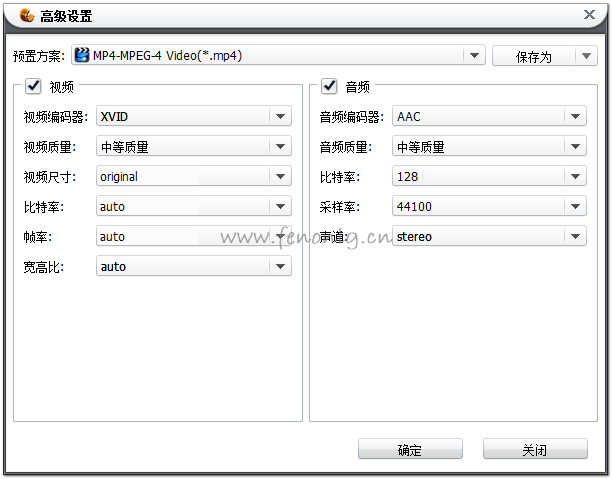 高级设置
预置方案: MP4-MPEG-4 Video(*.mp4) 保存为
视频
视频编码器: XVID
视频质量: 中等质量
视频尺寸: original
比特率: auto
帧率: auto
宽高比: auto
音频
音频编码器: AAC
音频质量: 中等质量
比特率: 128
采样率: 44100
声道: stereo
确定 关闭